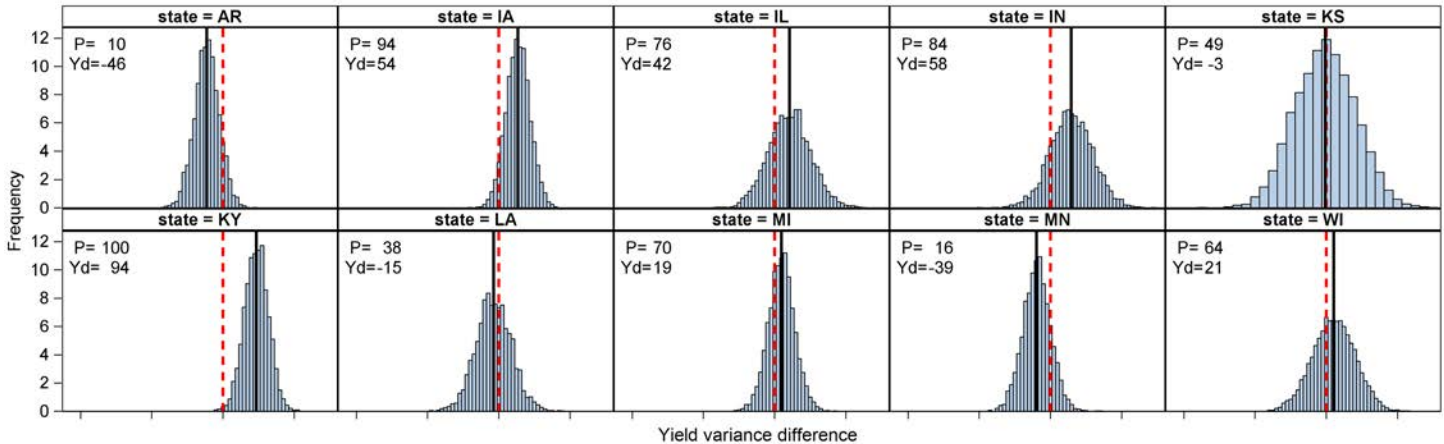 state = AR
state = IA
state = IL
state = IN
state = KS
12
10
8
6
4
2
0
P= 10
Yd=-46
P= 94
Yd=54
P= 76
Yd=42
P= 84
Yd=58
P= 49
Yd= -3
state = KY
state = LA
state = MI
state = MN
state = WI
12
10
8
6
4
2
0
P= 100
Yd= 94
P= 38
Yd=-15
P= 70
Yd= 19
P= 16
Yd=-39
P= 64
Yd= 21
Frequency
Yield variance difference